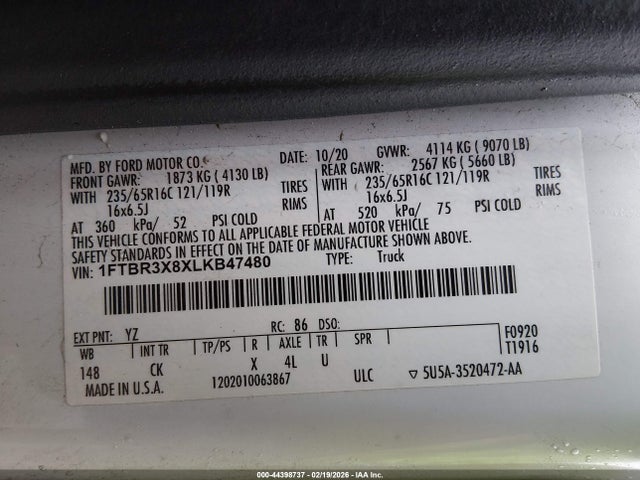 MFD. BY FORD MOTOR CO. DATE: 10/20 GVWR: 4114 KG ( 9070 LB)
FRONT GAWR: 1873 KG ( 4130 LB) REAR GAWR: 2567 KG ( 5660 LB)
WITH 235/65R16C 121/119R TIRES WITH 235/65R16C 121/119R TIRES
16x6.5J RIMS 16x6.5J RIMS
AT 360 kPa/ 52 PSI COLD AT 520 kPa/ 75 PSI COLD
THIS VEHICLE CONFORMS TO ALL APPLICABLE FEDERAL MOTOR VEHICLE
SAFETY STANDARDS IN EFFECT ON THE DATE OF MANUFACTURE SHOWN ABOVE.
VIN: 1FTBR3X8XLKB47480 TYPE: Truck
EXT PNT: YZ RC: 86 DSO: F0920
WB INT TR TP/PS R AXLE TR SPR T1916
148 CK X 4L U
MADE IN U.S.A. 1202010063867 ULC ▽ 5U5A-3520472-AA
000-44398737 - 02/19/2026 - IAA Inc.